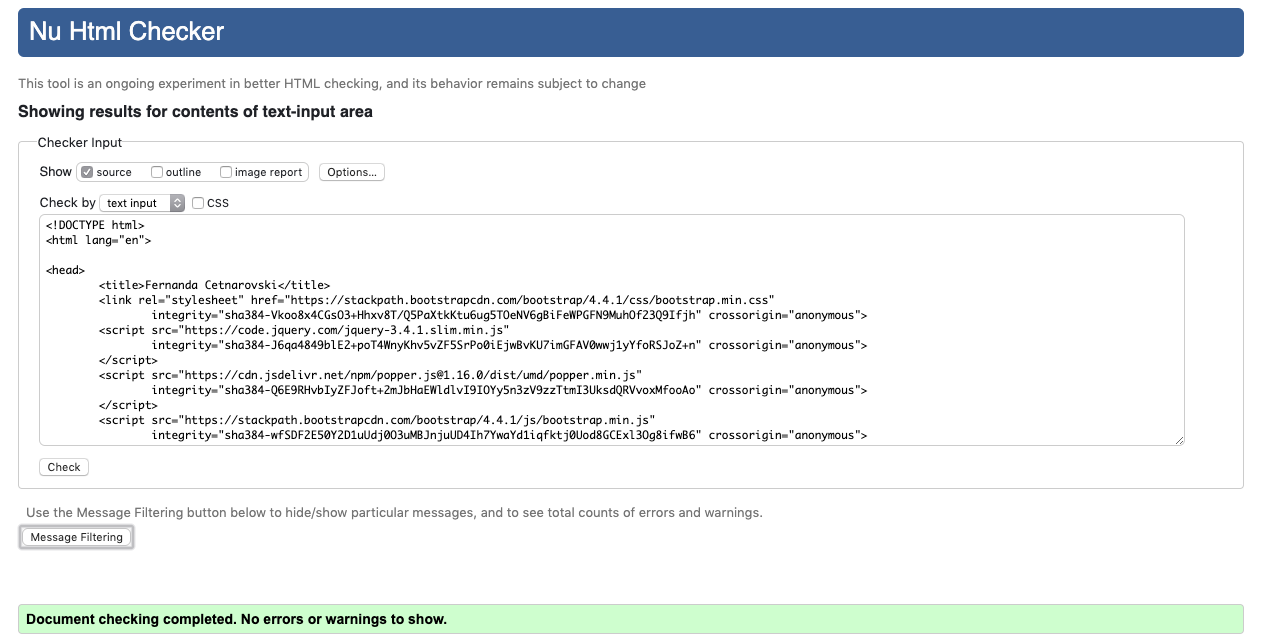 Nu Html Checker
This tool is an ongoing experiment in better HTML checking, and its behavior remains subject to change
Showing results for contents of text-input area
Checker Input
Show source outline image report Options...
Check by text input CSS
<!DOCTYPE html>
<html lang="en">
<head>
<title>Fernanda Cetnarovski</title>
<link rel="stylesheet" href="https://stackpath.bootstrapcdn.com/bootstrap/4.4.1/css/bootstrap.min.css"
integrity="sha384-Vkoo8x4CGsO3+Hhxv8T/Q5PaXtkKtu6ug5TOeNV6gBiFeWPGFN9MuhOf23Q9Ifjh" crossorigin="anonymous">
<script src="https://code.jquery.com/jquery-3.4.1.slim.min.js"
integrity="sha384-J6qa4849blE2+poT4WnyKhv5vZF5SrPo0iEjwBvKU7imGFAV0wwj1yYfoRSJoZ+n" crossorigin="anonymous">
</script>
<script src="https://cdn.jsdelivr.net/npm/popper.js@1.16.0/dist/umd/popper.min.js"
integrity="sha384-Q6E9RHvbIyZFJoft+2mJbHaEWldlvI9IOYy5n3zV9zzTtmI3UksdQRVvoxMfooAo" crossorigin="anonymous">
</script>
<script src="https://stackpath.bootstrapcdn.com/bootstrap/4.4.1/js/bootstrap.min.js"
integrity="sha384-wfSDF2E50Y2D1uUdj0O3uMBJnjuUD4Ih7YwaYd1iqfktj0Uod8GCExl3Og8ifwB6" crossorigin="anonymous">
Check
Use the Message Filtering button below to hide/show particular messages, and to see total counts of errors and warnings.
Message Filtering
Document checking completed. No errors or warnings to show.